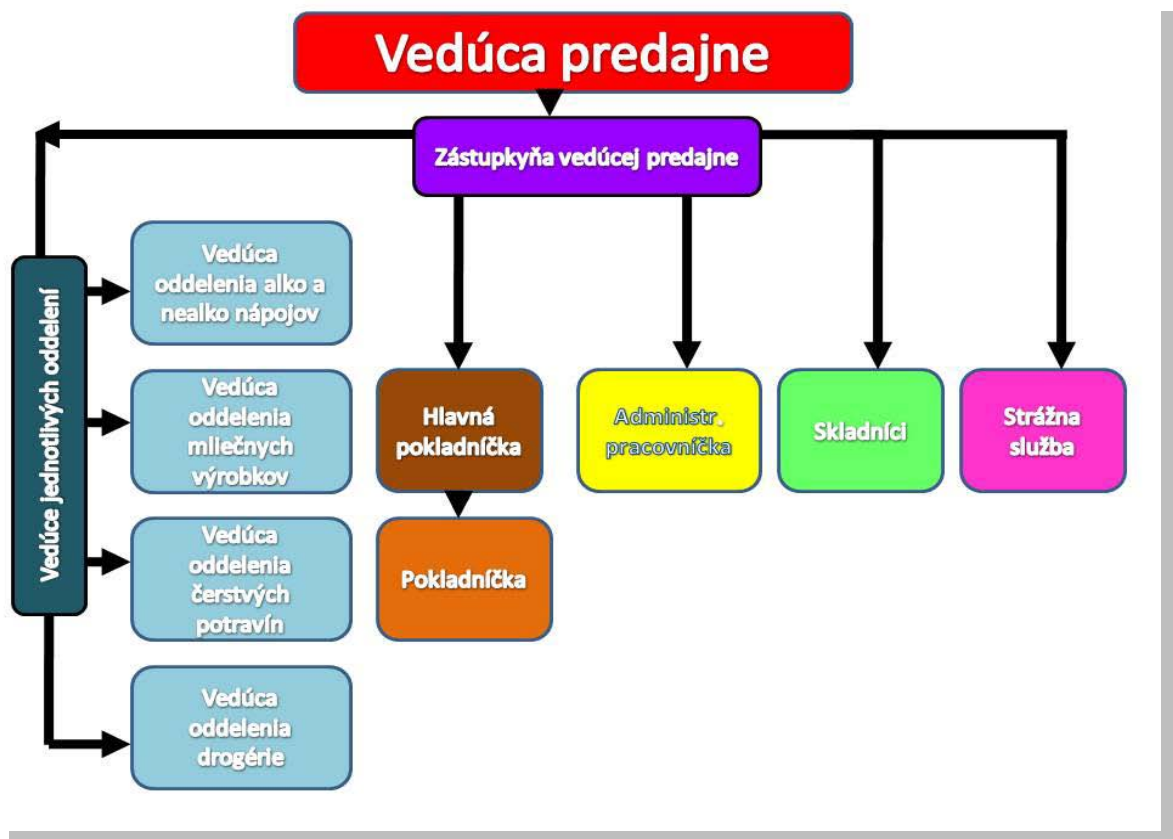 Vedúca predajne
Zástupkyňa vedúcej predajne
Vedúce jednotlivých oddelení
Vedúca
oddelenia alko a
nealko nápojov
Vedúca
oddelenia
mliečnych
výrobkov
Vedúca
oddelenia
čerstvých
potravín
Vedúca
oddelenia
drogérie
Hlavná
pokladníčka
Pokladníčka
Administr.
pracovníčka
Skladníci
Strážna
služba